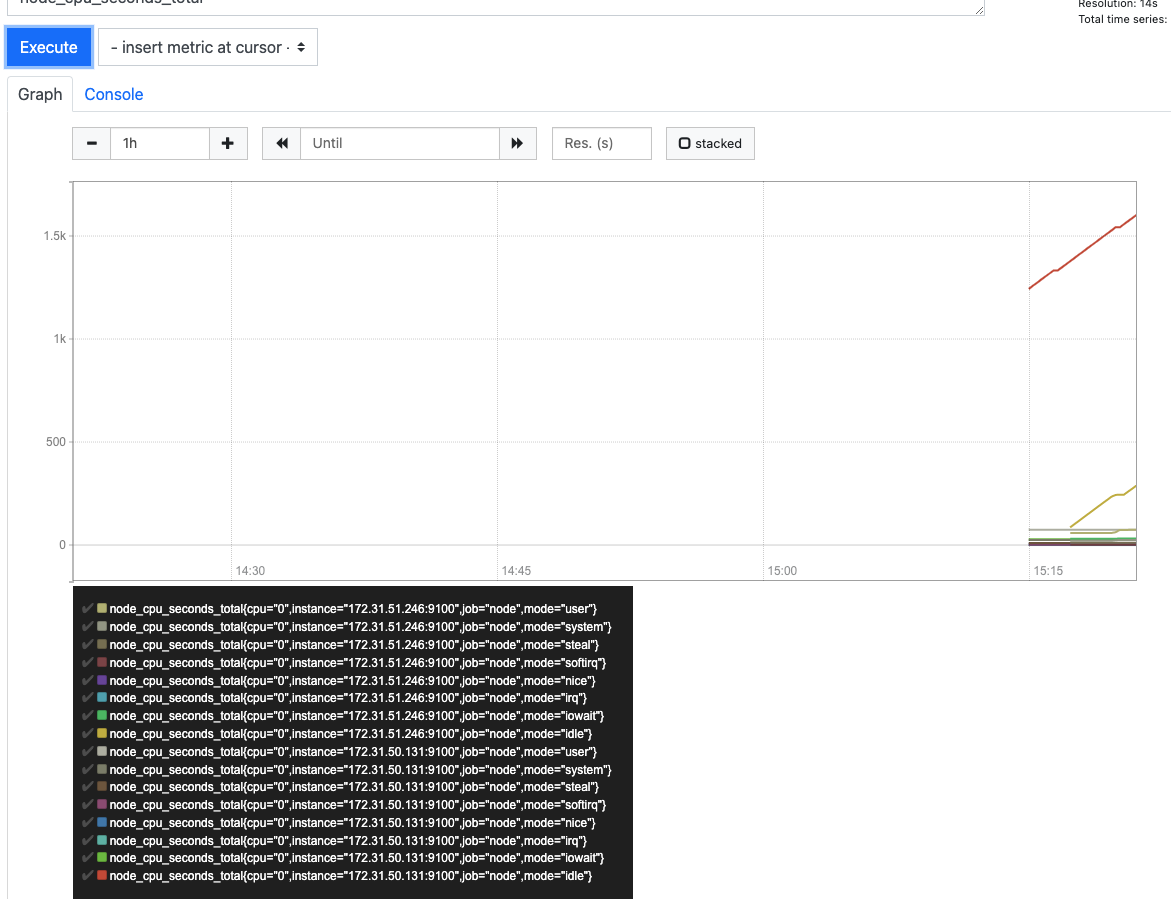 node_cpu_seconds_total
Resolution: 14s
Total time series:
Execute
- insert metric at cursor -
Graph
Console
1h
Until
Res. (s)
stacked
1.5k
1k
500
0
14:30
14:45
15:00
15:15
node_cpu_seconds_total{cpu="0",instance="172.31.51.246:9100",job="node",mode="user"}
node_cpu_seconds_total{cpu="0",instance="172.31.51.246:9100",job="node",mode="system"}
node_cpu_seconds_total{cpu="0",instance="172.31.51.246:9100",job="node",mode="steal"}
node_cpu_seconds_total{cpu="0",instance="172.31.51.246:9100",job="node",mode="softirq"}
node_cpu_seconds_total{cpu="0",instance="172.31.51.246:9100",job="node",mode="nice"}
node_cpu_seconds_total{cpu="0",instance="172.31.51.246:9100",job="node",mode="irq"}
node_cpu_seconds_total{cpu="0",instance="172.31.51.246:9100",job="node",mode="iowait"}
node_cpu_seconds_total{cpu="0",instance="172.31.51.246:9100",job="node",mode="idle"}
node_cpu_seconds_total{cpu="0",instance="172.31.50.131:9100",job="node",mode="user"}
node_cpu_seconds_total{cpu="0",instance="172.31.50.131:9100",job="node",mode="system"}
node_cpu_seconds_total{cpu="0",instance="172.31.50.131:9100",job="node",mode="steal"}
node_cpu_seconds_total{cpu="0",instance="172.31.50.131:9100",job="node",mode="softirq"}
node_cpu_seconds_total{cpu="0",instance="172.31.50.131:9100",job="node",mode="nice"}
node_cpu_seconds_total{cpu="0",instance="172.31.50.131:9100",job="node",mode="irq"}
node_cpu_seconds_total{cpu="0",instance="172.31.50.131:9100",job="node",mode="iowait"}
node_cpu_seconds_total{cpu="0",instance="172.31.50.131:9100",job="node",mode="idle"}